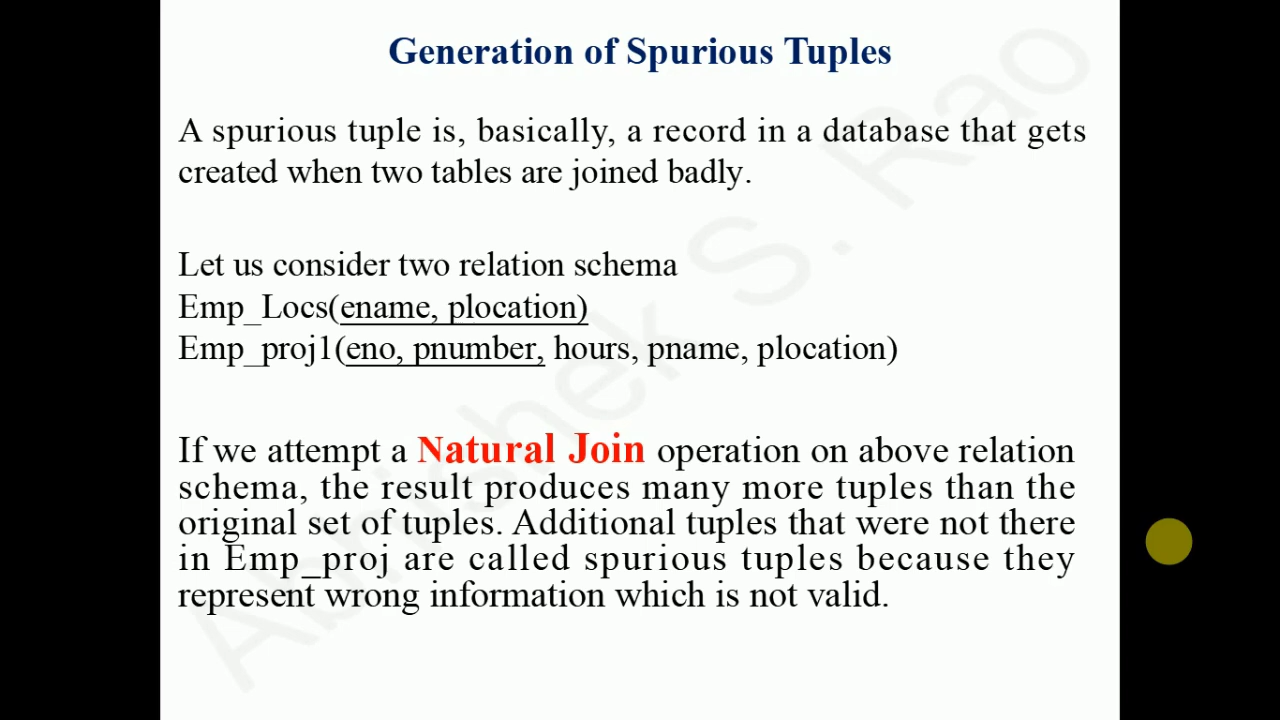 Generation of Spurious Tuples
A spurious tuple is, basically, a record in a database that gets
created when two tables are joined badly.
Let us consider two relation schema
Emp_Locs(ename, plocation)
Emp_proj1(eno, pnumber, hours, pname, plocation)
If we attempt a Natural Join operation on above relation
schema, the result produces many more tuples than the
original set of tuples. Additional tuples that were not there
in Emp_proj are called spurious tuples because they
represent wrong information which is not valid.
Abhishek S. Rao